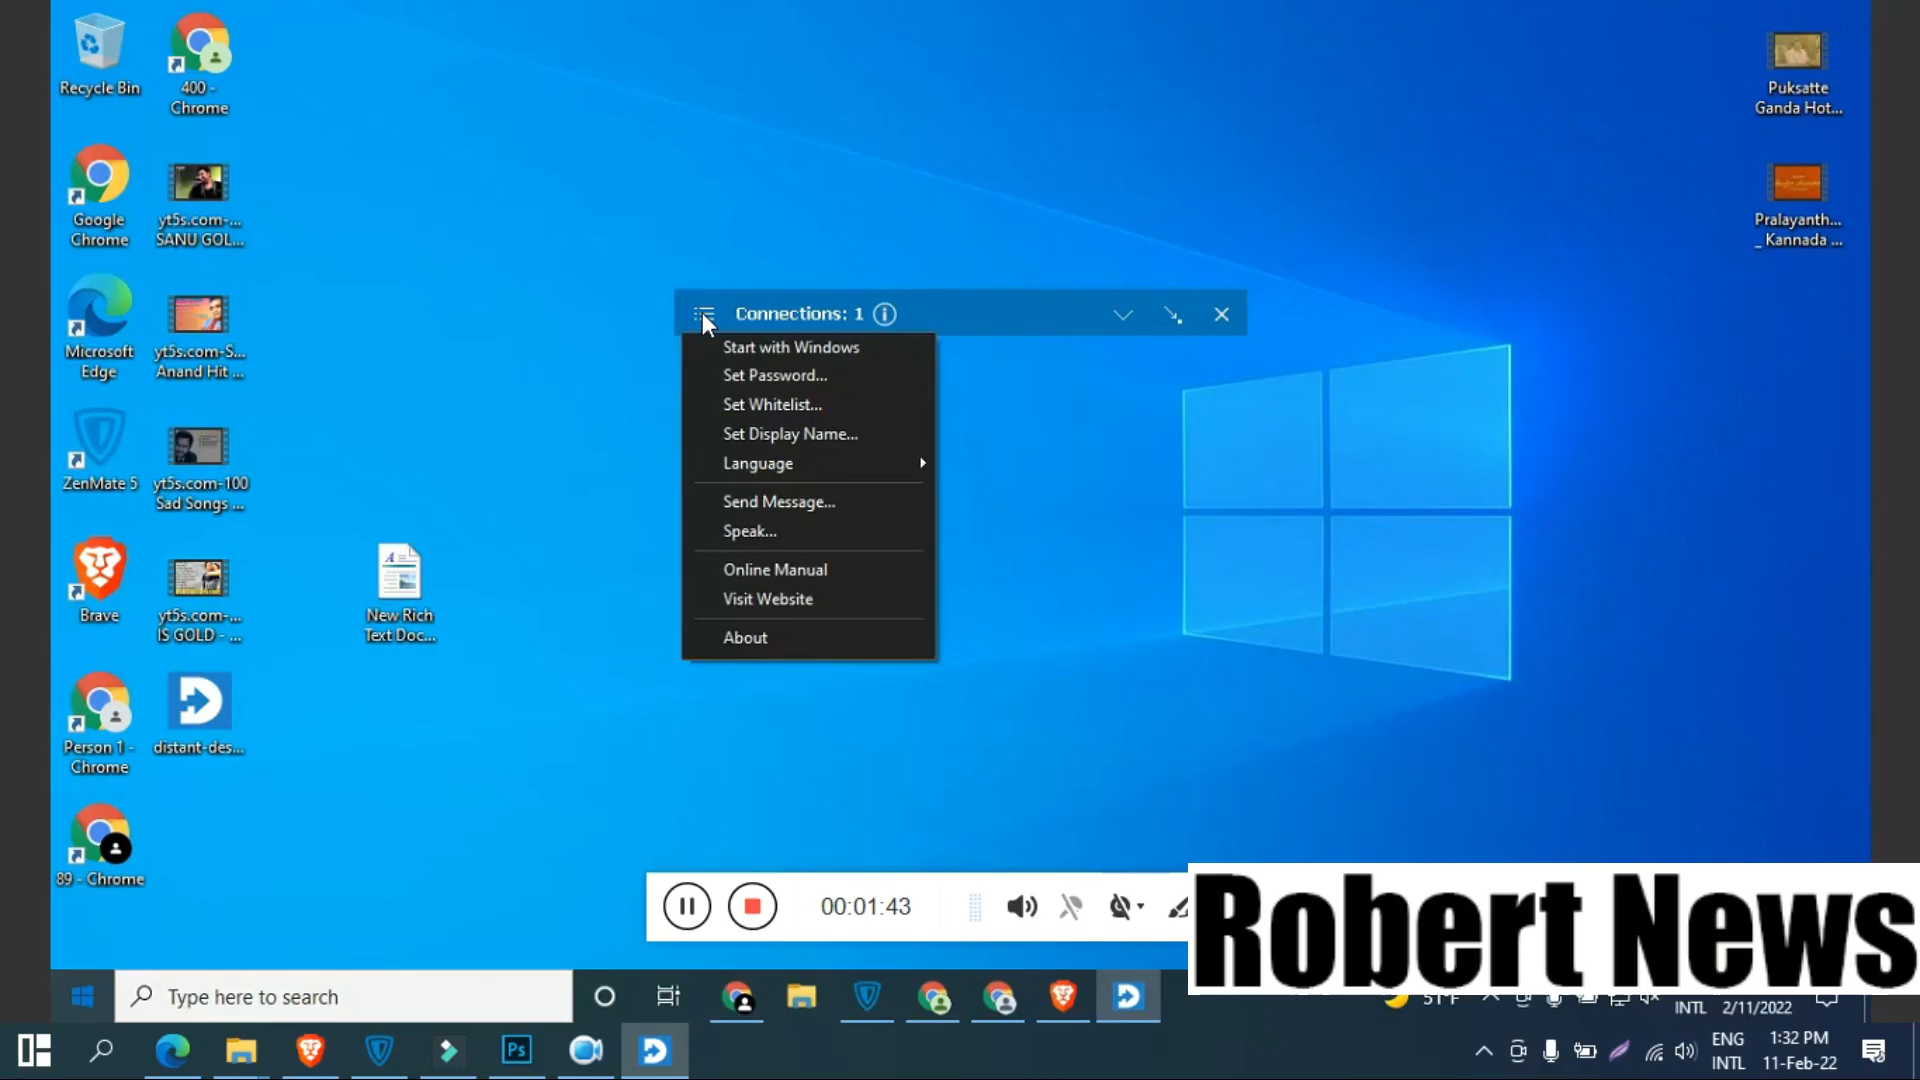 Recycle Bin
400 -
Chrome
Puksatte
Ganda Hot...
Google
Chrome
yt5s.com-...
SANU GOL...
Pralayanth...
_ Kannada ...
Microsoft
Edge
yt5s.com-S...
Anand Hit ...
ZenMate 5
yt5s.com-100
Sad Songs ...
Brave
yt5s.com-...
IS GOLD - ...
New Rich
Text Doc...
Person 1 -
Chrome
distant-des...
89 - Chrome
Connections: 1
Start with Windows
Set Password...
Set Whitelist...
Set Display Name...
Language
Send Message...
Speak...
Online Manual
Visit Website
About
00:01:43
Robert News
Type here to search
INTL 2/11/2022
Ps
ENG
INTL
1:32 PM
11-Feb-22